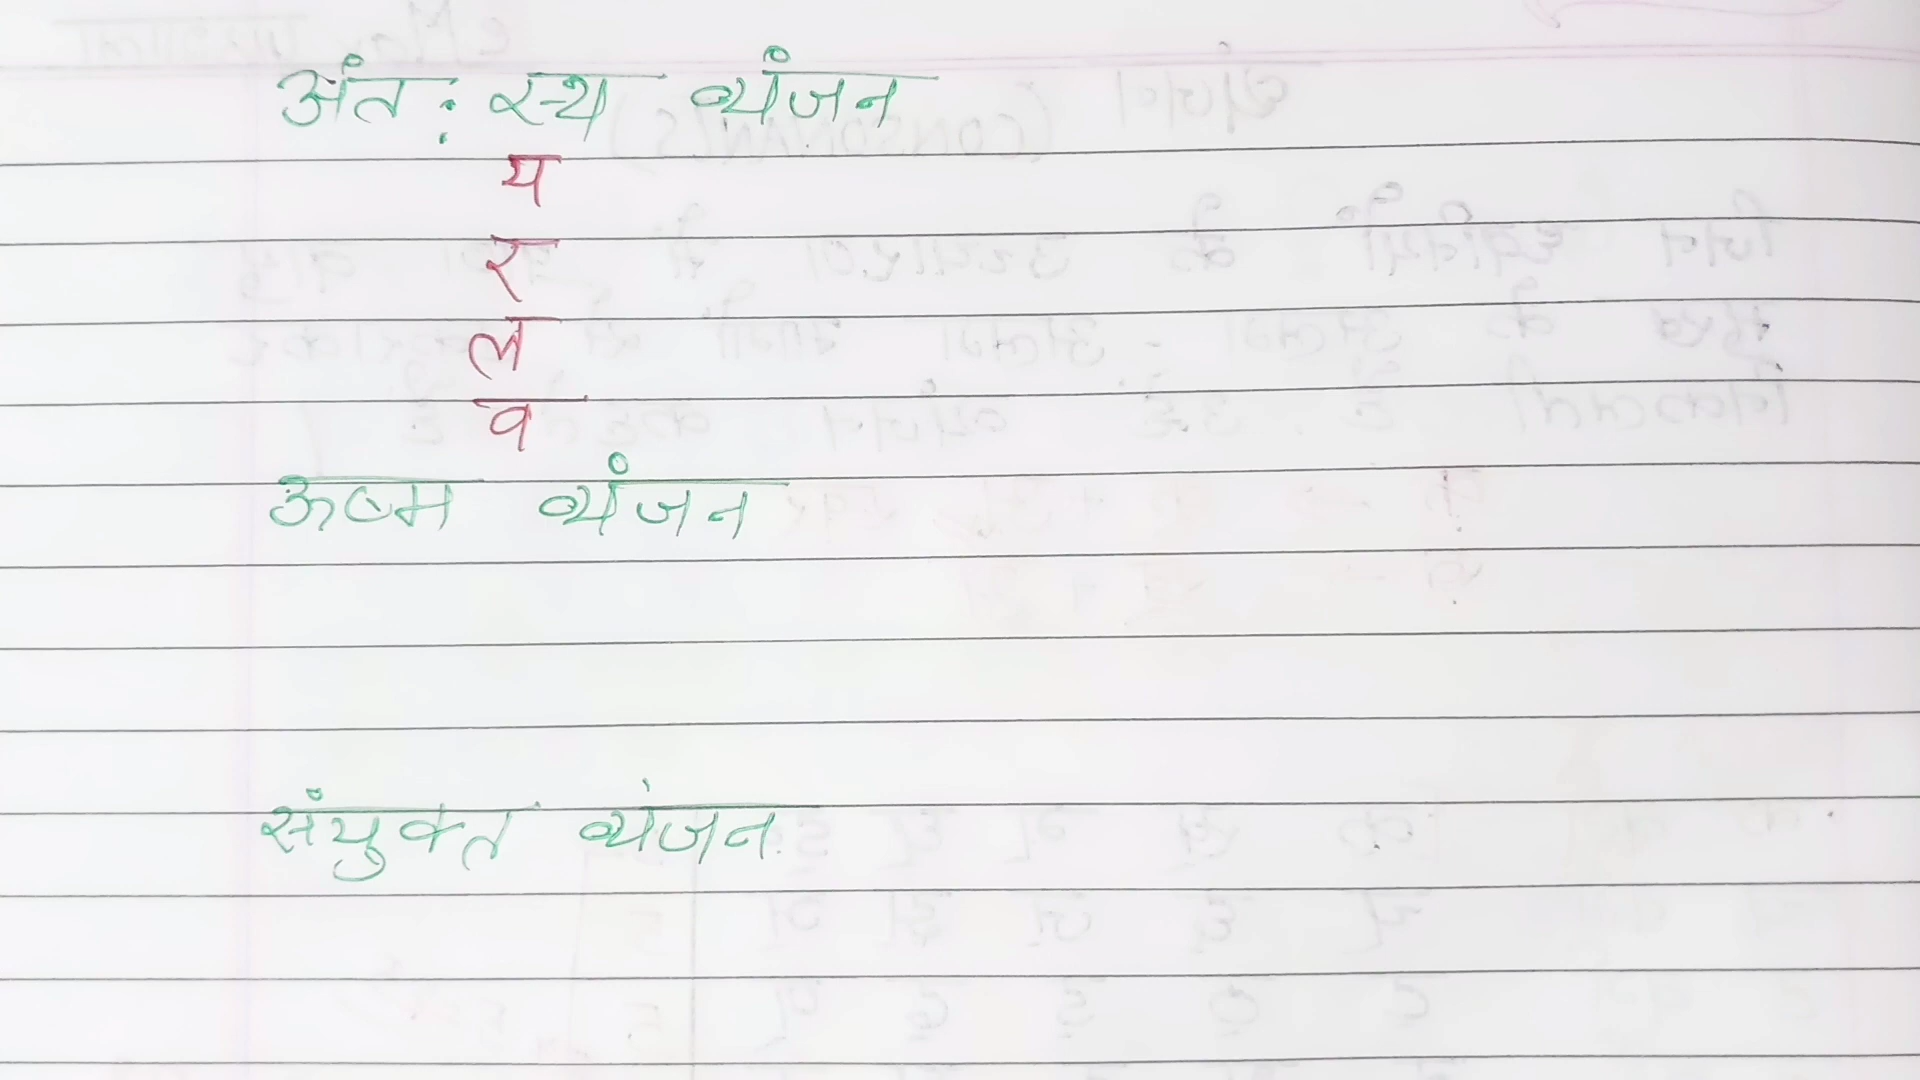 अंत: स्थ व्यंजन
य
र
ल
व
ऊष्म व्यंजन
संयुक्त व्यंजन